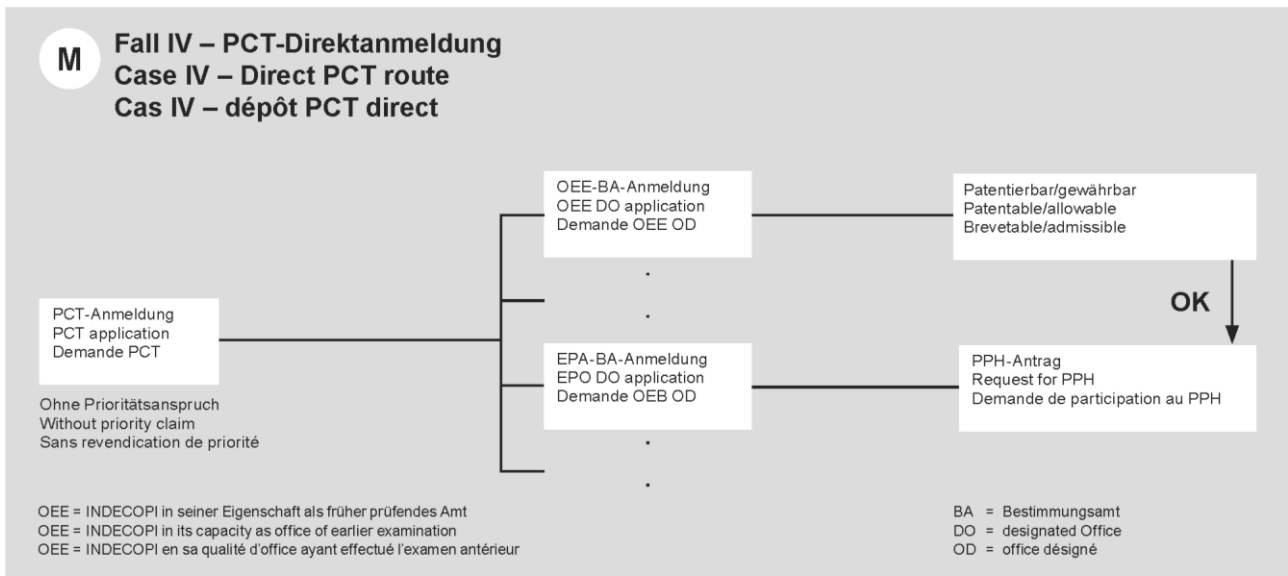 M
Fall IV – PCT-Direktanmeldung
Case IV – Direct PCT route
Cas IV – dépôt PCT direct
OEE-BA-Anmeldung
OEE DO application
Demande OEE OD
Patentierbar/gewährbar
Patentable/allowable
Brevetable/admissible
OK
PCT-Anmeldung
PCT application
Demande PCT
EPA-BA-Anmeldung
EPO DO application
Demande OEB OD
PPH-Antrag
Request for PPH
Demande de participation au PPH
Ohne Prioritätsanspruch
Without priority claim
Sans revendication de priorité
OEE = INDECOPI in seiner Eigenschaft als früher prüfendes Amt
OEE = INDECOPI in its capacity as office of earlier examination
OEE = INDECOPI en sa qualité d'office ayant effectué l'examen antérieur
BA = Bestimmungsamt
DO = designated Office
OD = office désigné